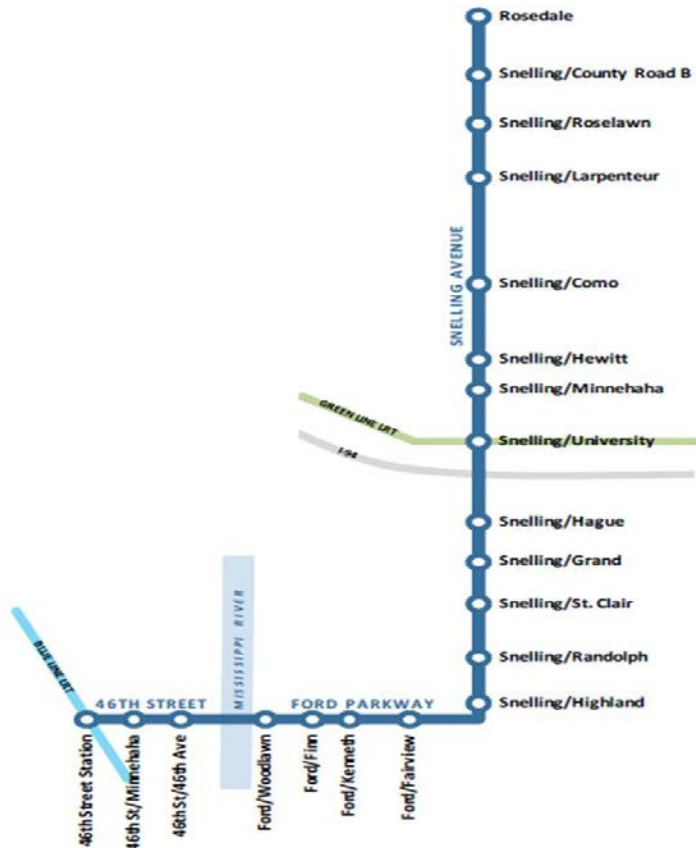 Rosedale
Snelling/County Road B
Snelling/Roselawn
Snelling/Larpenteur
SNELLING AVENUE
Snelling/Como
Snelling/Hewitt
Snelling/Minnehaha
GREEN LINE LRT
Snelling/University
I-94
Snelling/Hague
Snelling/Grand
Snelling/St. Clair
BLUE LINE LRT
MISSISSIPPI RIVER
Snelling/Randolph
46TH STREET
FORD PARKWAY
Snelling/Highland
46th Street Station
46th St/Minnehaha
46th St/46th Ave
Ford/Woodlawn
Ford/Finn
Ford/Kenneth
Ford/Fairview